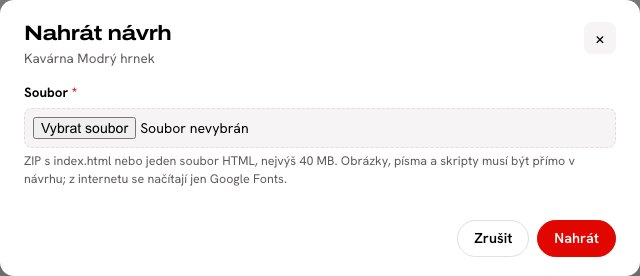 Nahrát návrh
Kavárna Modrý hrnek
×
Soubor *
Vybrat soubor Soubor nevybrán
ZIP s index.html nebo jeden soubor HTML, nejvýš 40 MB. Obrázky, písma a skripty musí být přímo v
návrhu; z internetu se načítají jen Google Fonts.
Zrušit Nahrát